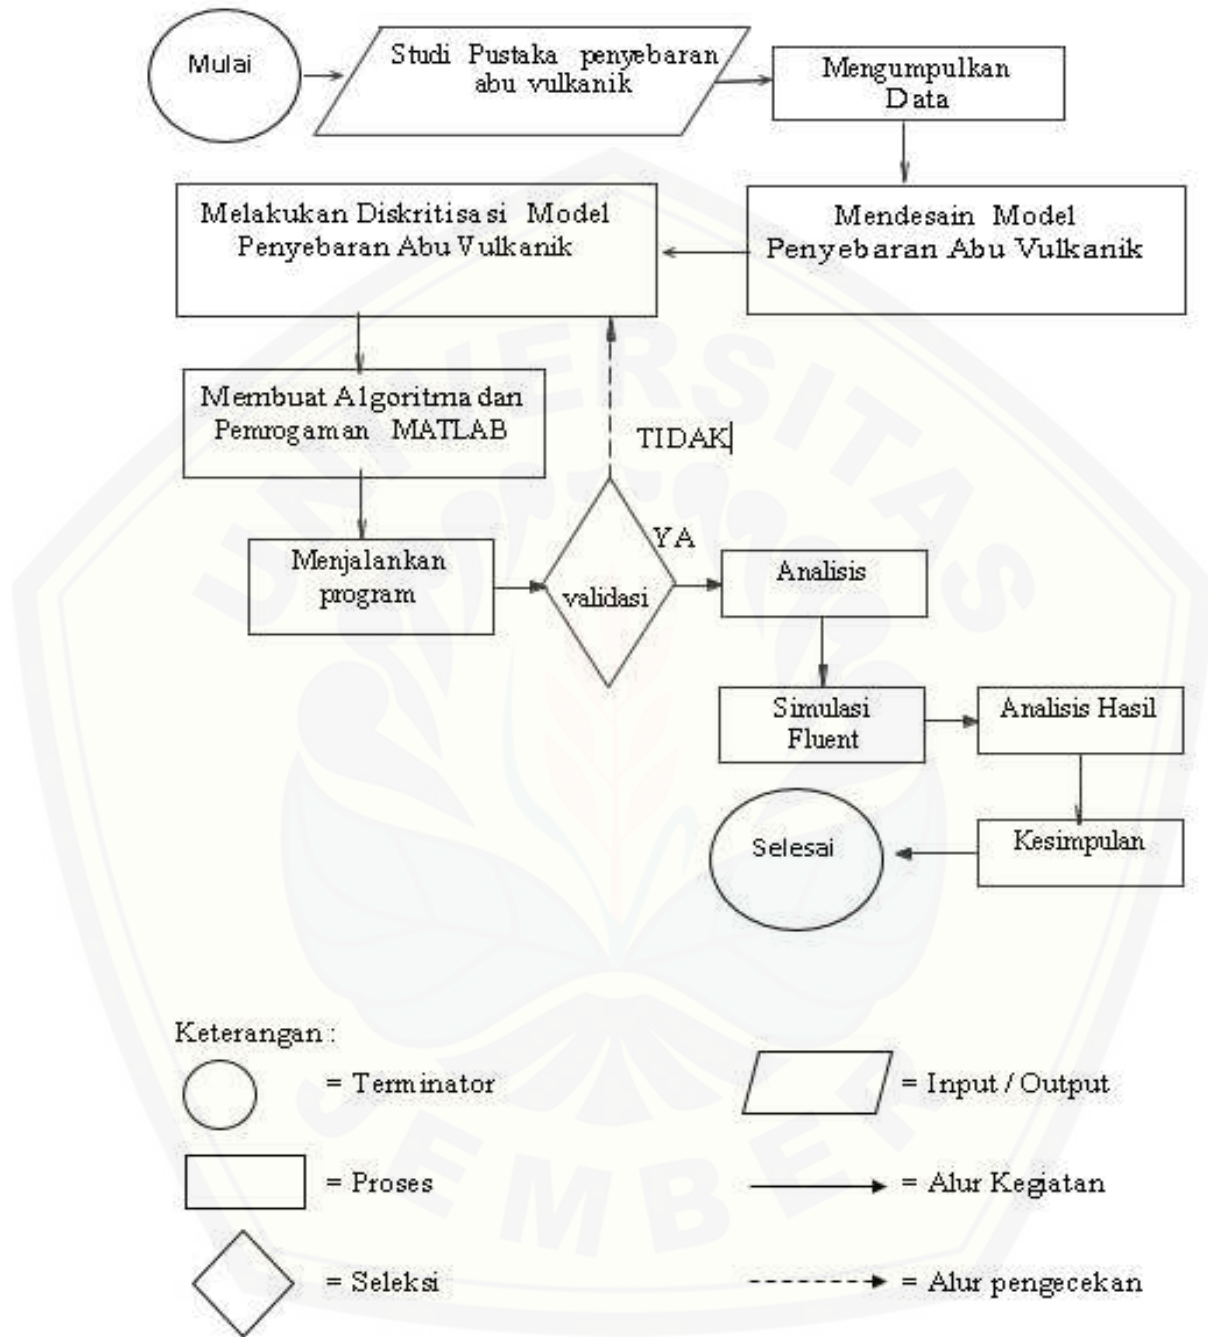 Mulai
Studi Pustaka penyebaran
abu vulkanik
Mengumpulkan
Data
Mendesain Model
Penyebaran Abu Vulkanik
Melakukan Diskritisasi Model
Penyebaran Abu Vulkanik
Membuat Algoritma dan
Pemrogaman MATLAB
Menjalankan
program
validasi
TIDAK
YA
Analisis
Simulasi
Fluent
Analisis Hasil
Kesimpulan
Selesai
Keterangan :
= Terminator
= Input / Output
= Proses
= Alur Kegiatan
= Seleksi
= Alur pengecekan
UNIVERSITAS
JEMBER